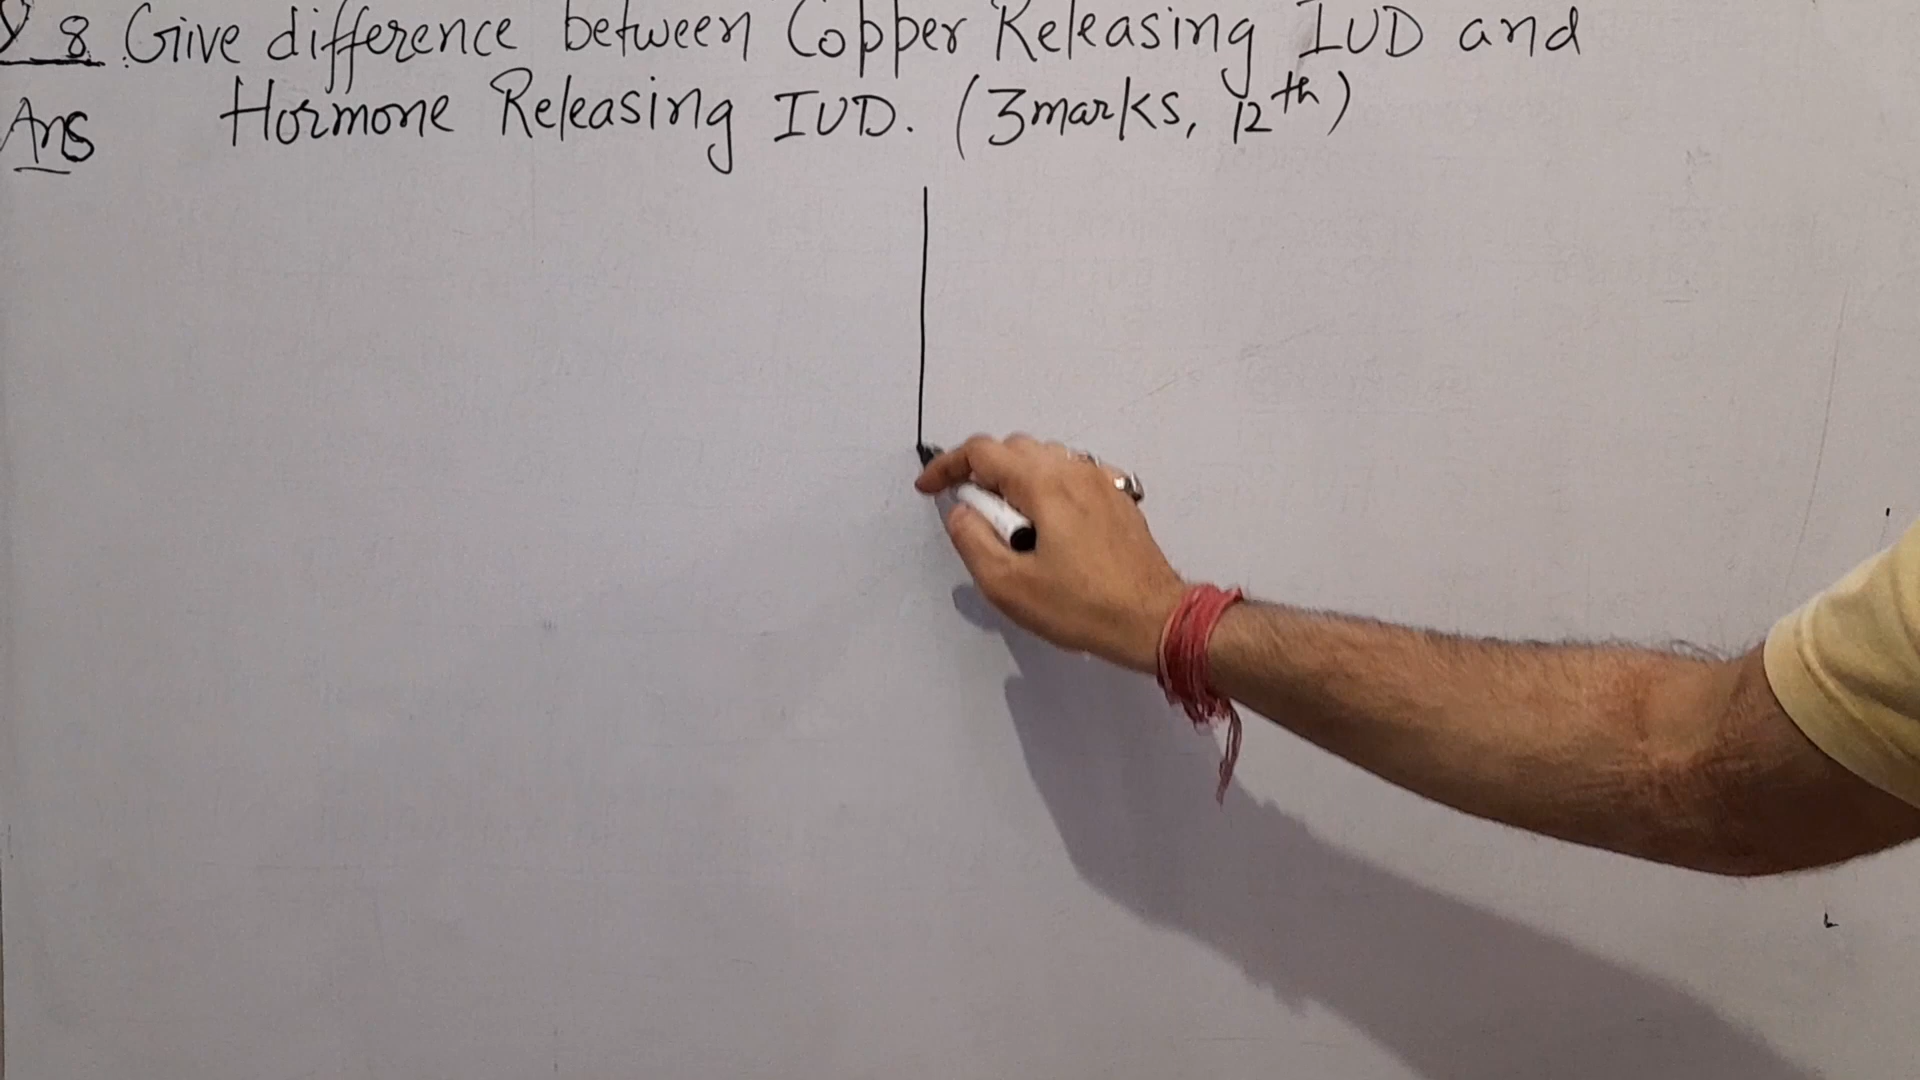 Q 8. Give difference between Copper Releasing IUD and
Ans Hormone Releasing IUD. (3marks, 12th)